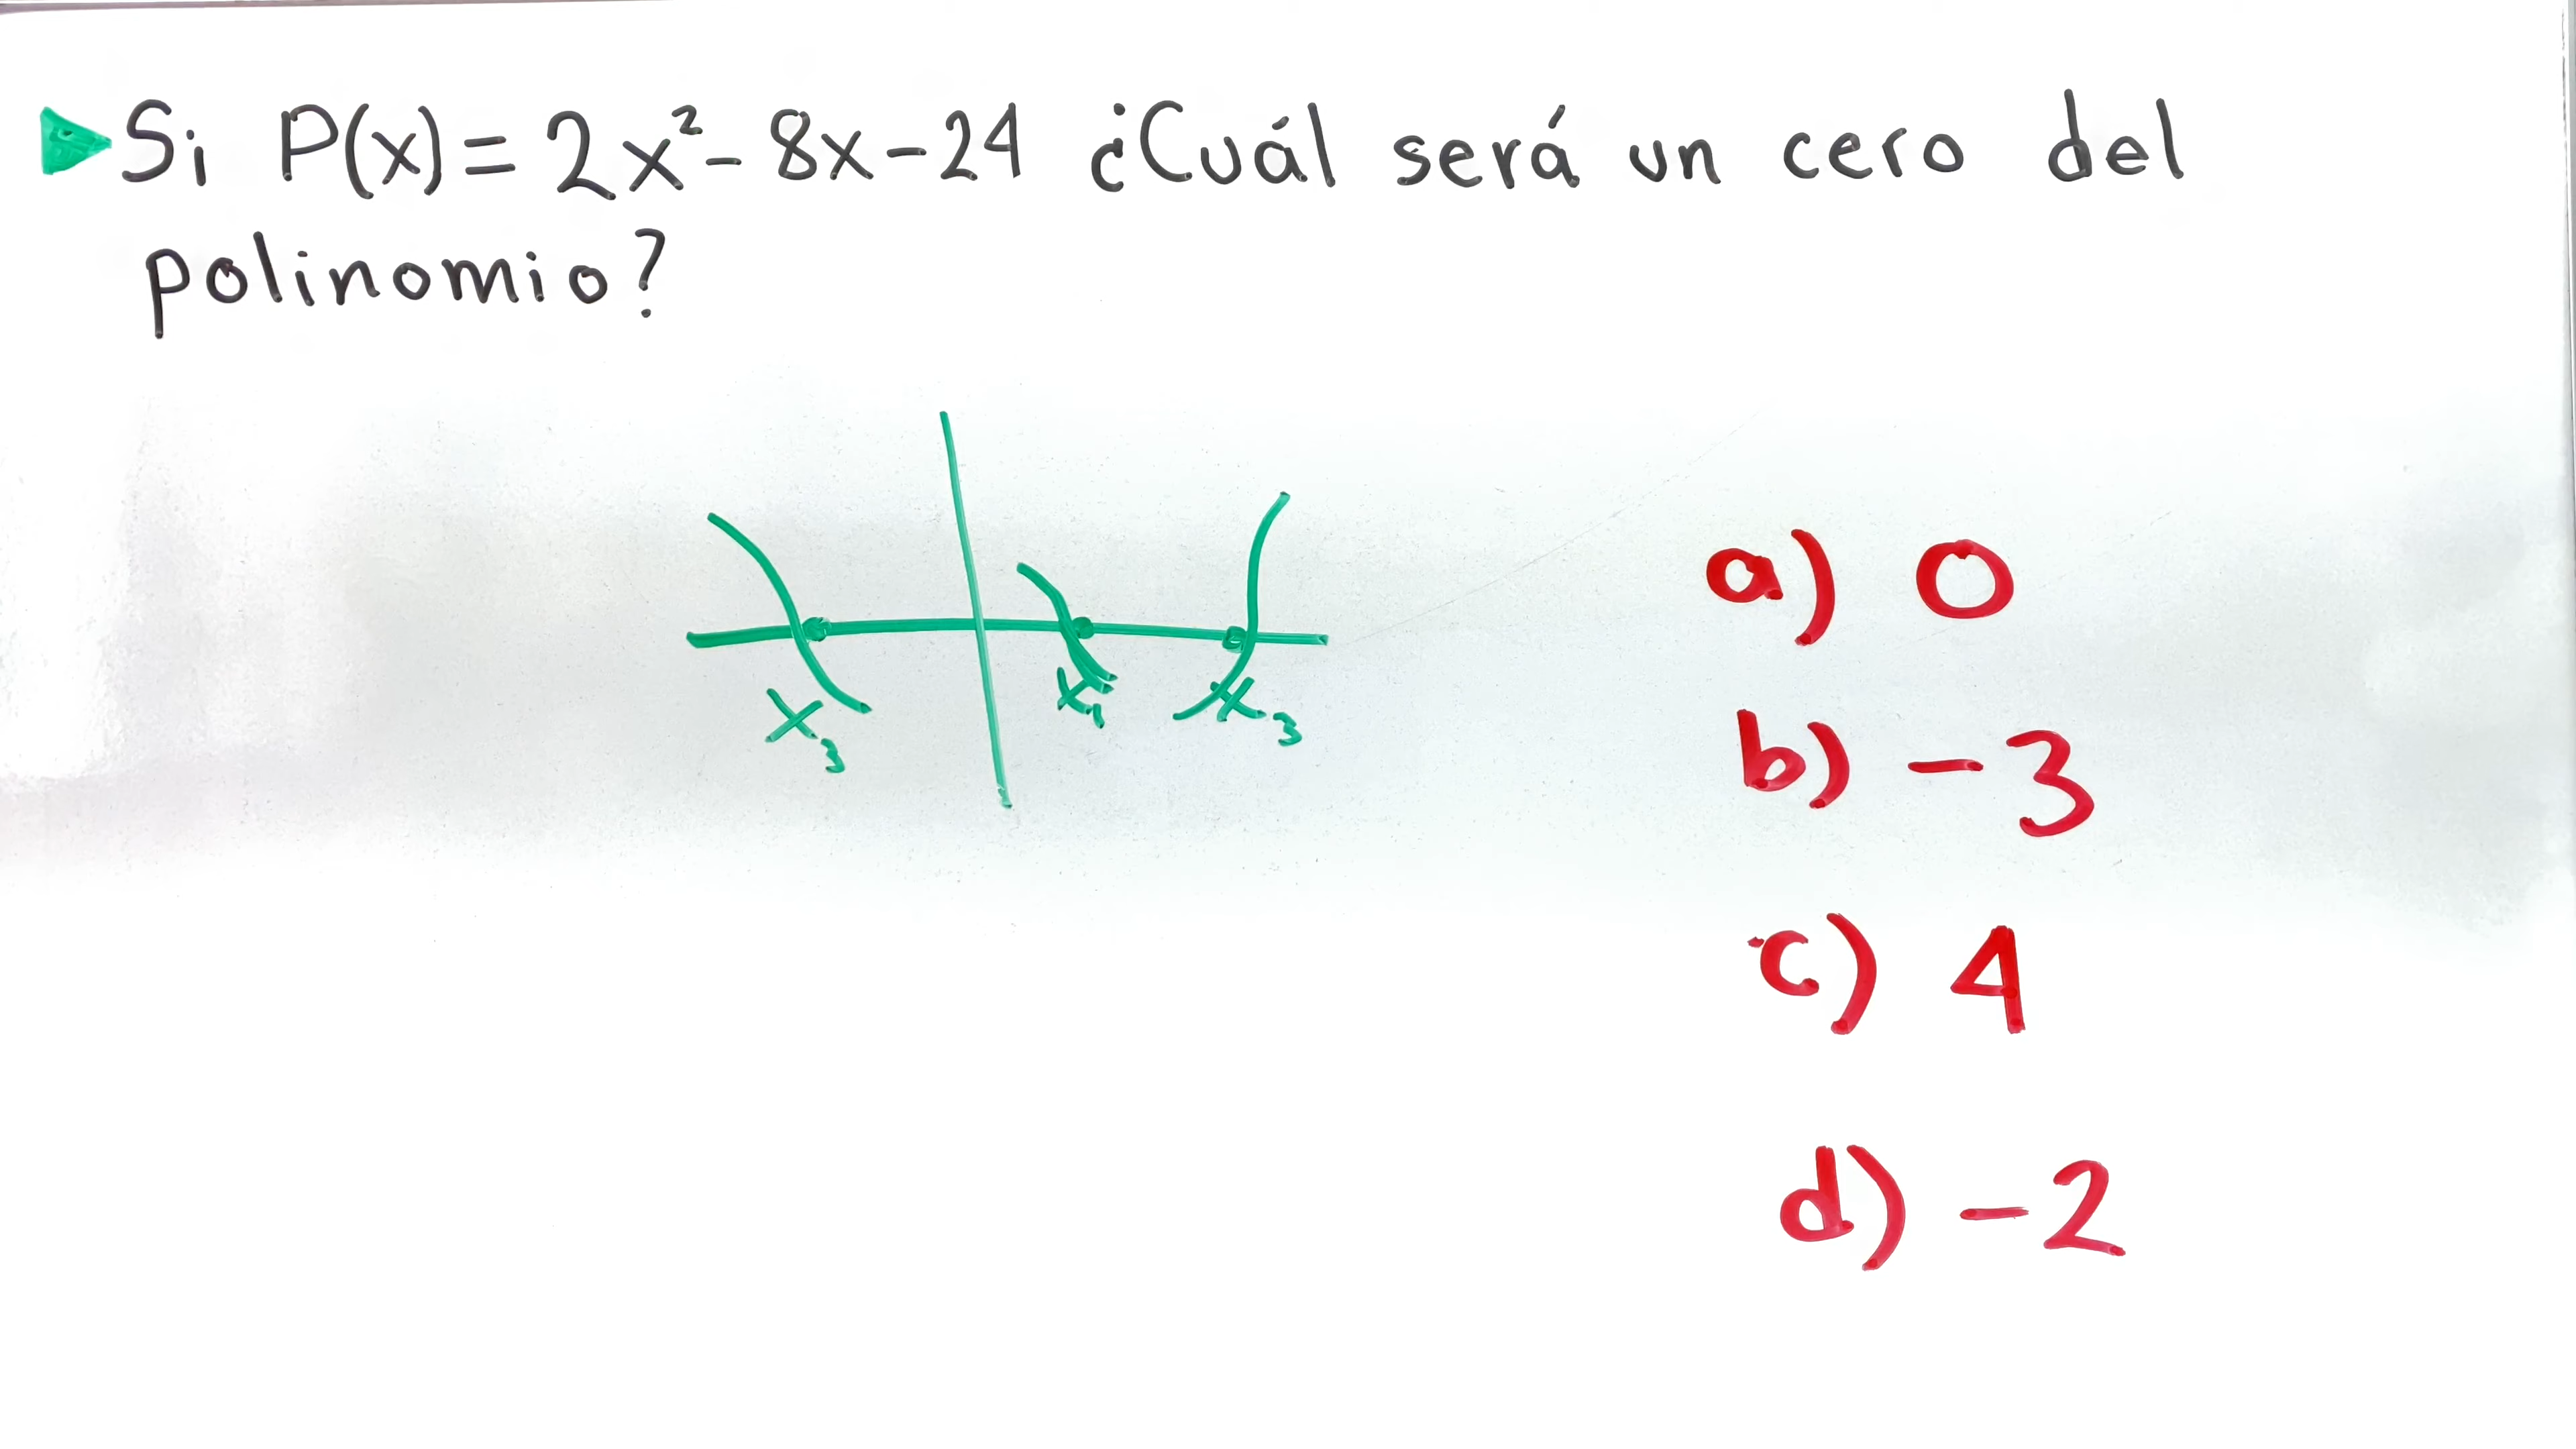 Si P(x) = 2x² - 8x - 24 ¿Cuál será un cero del
polinomio?
x₃ x₁ x₃
a) 0
b) -3
c) 4
d) -2